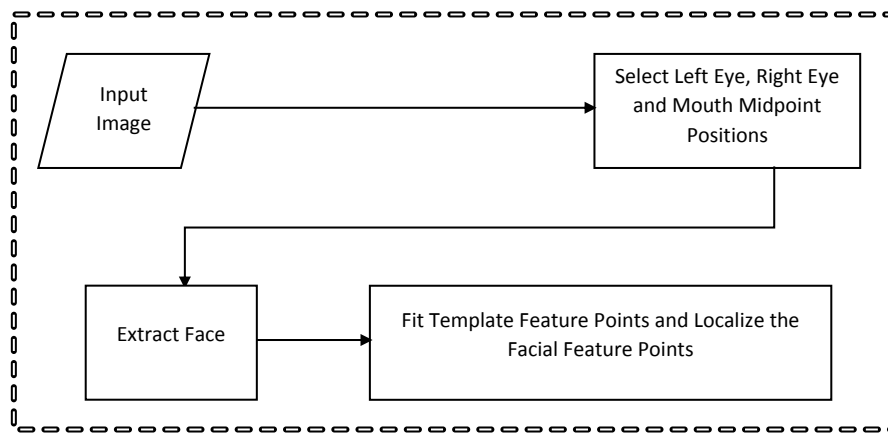 Input
Image
Select Left Eye, Right Eye
and Mouth Midpoint
Positions
Extract Face
Fit Template Feature Points and Localize the
Facial Feature Points